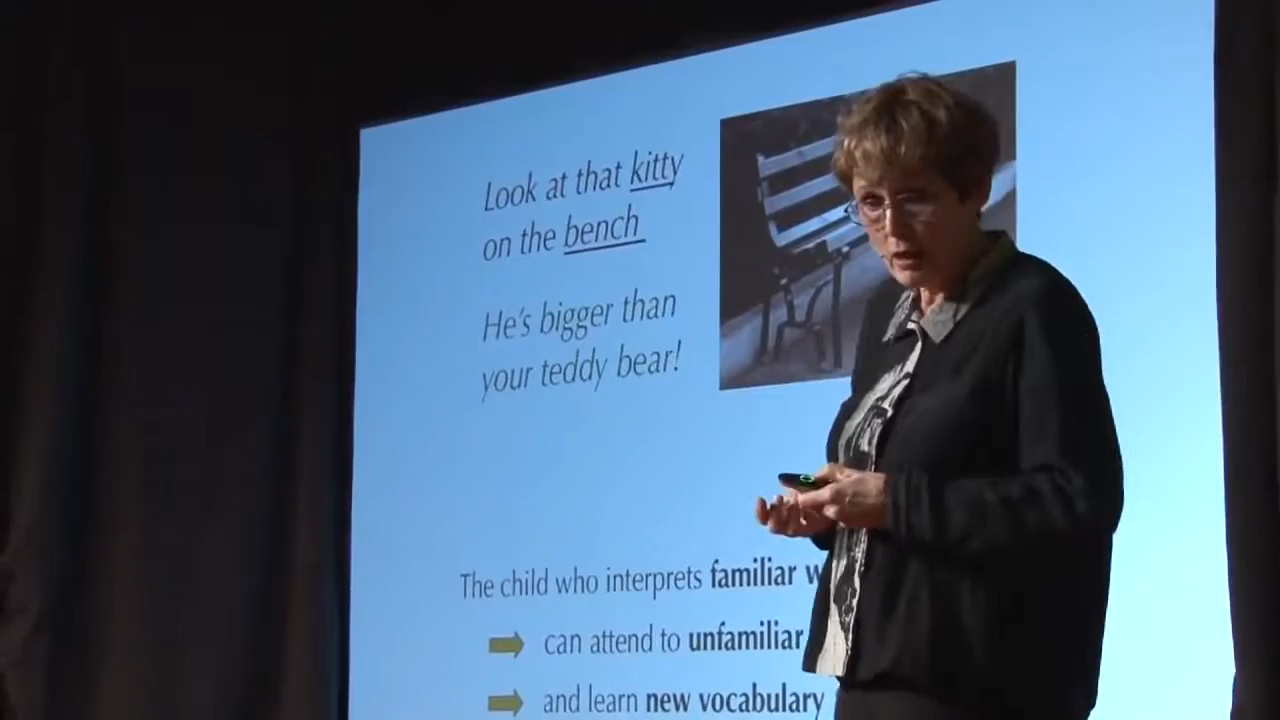 Look at that kitty
on the bench
He's bigger than
your teddy bear!
The child who interprets familiar
can attend to unfamiliar
and learn new vocabulary